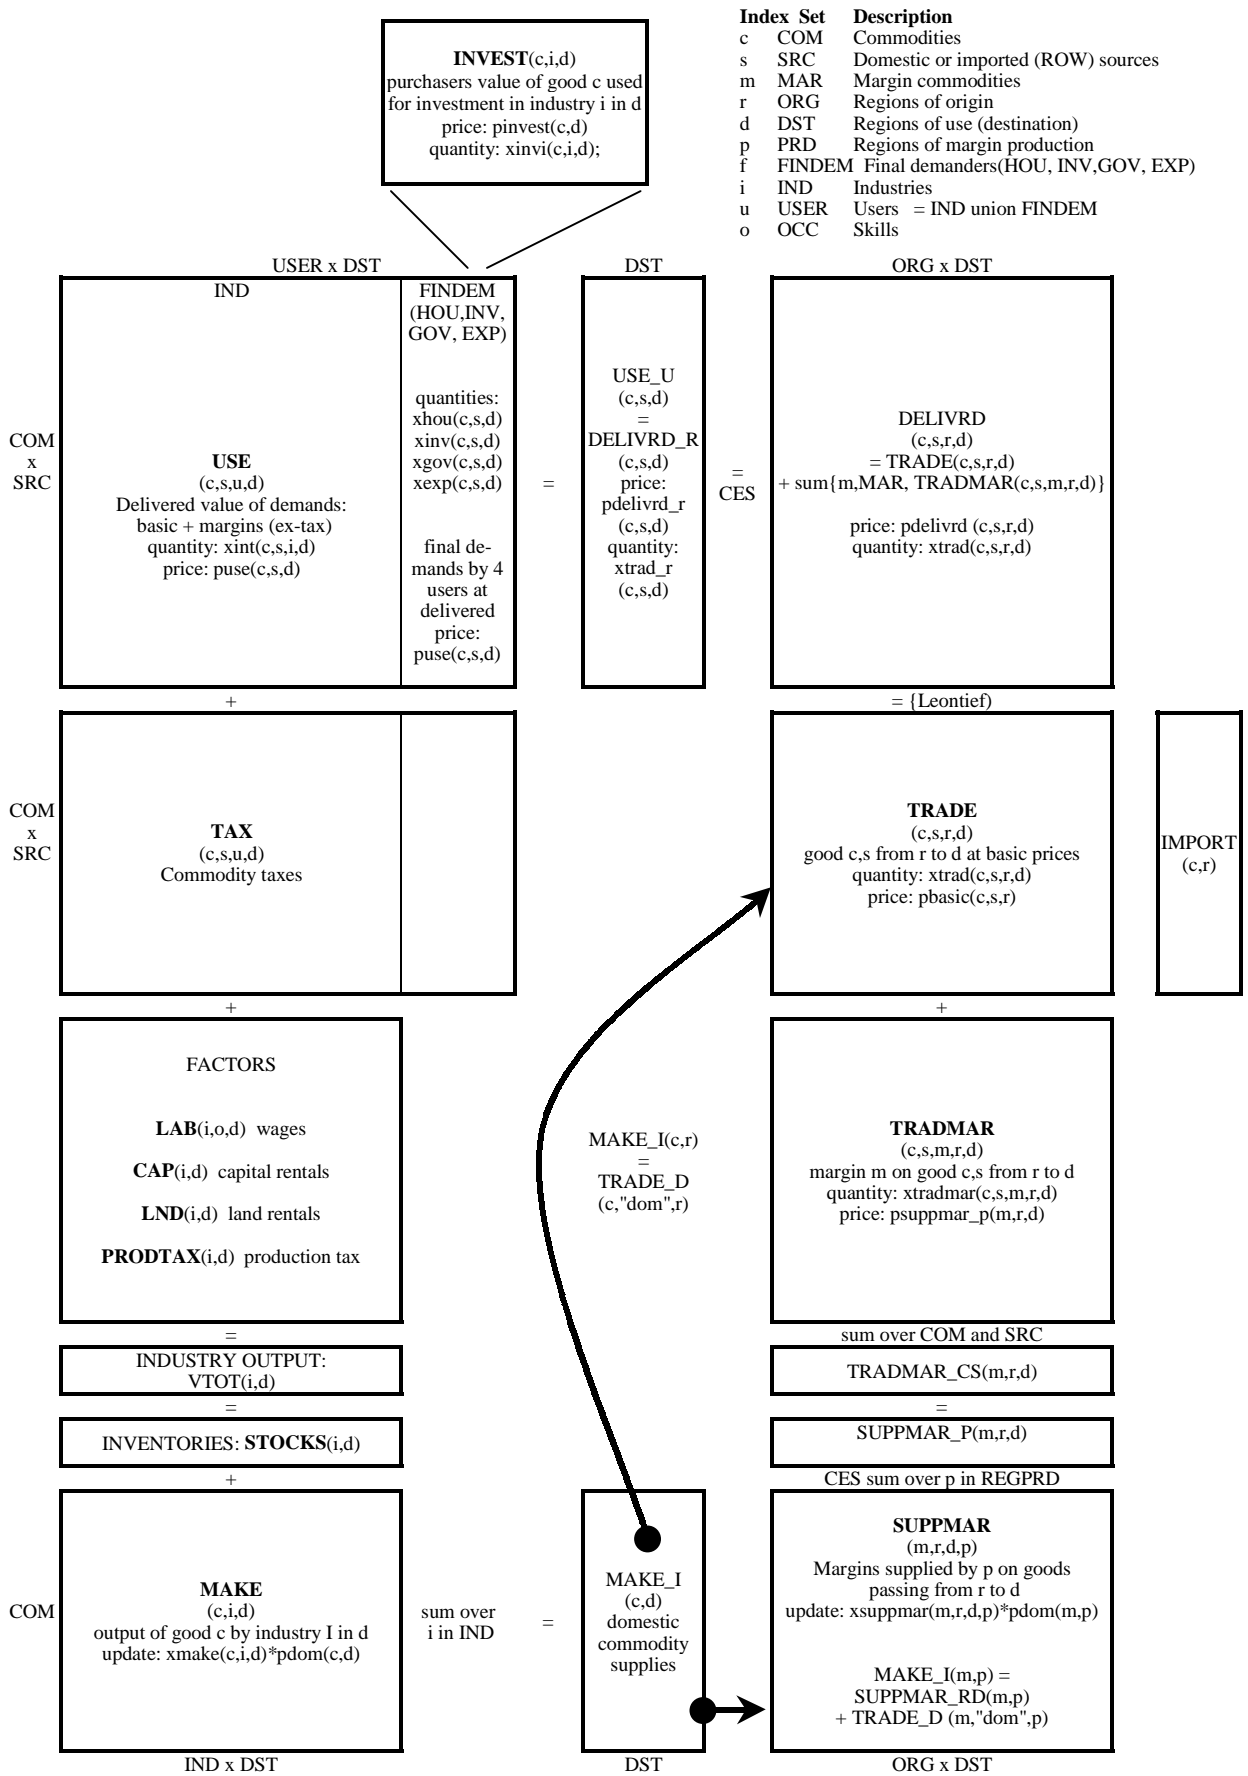 INVEST(c,i,d)
purchasers value of good c used
for investment in industry i in d
price: pinvest(c,d)
quantity: xinvi(c,i,d);
Index Set Description
c COM Commodities
s SRC Domestic or imported (ROW) sources
m MAR Margin commodities
r ORG Regions of origin
d DST Regions of use (destination)
p PRD Regions of margin production
f FINDEM Final demanders(HOU, INV,GOV, EXP)
i IND Industries
u USER Users = IND union FINDEM
o OCC Skills
USER x DST
DST
ORG x DST
COM
x
SRC
IND
USE
(c,s,u,d)
Delivered value of demands:
basic + margins (ex-tax)
quantity: xint(c,s,i,d)
price: puse(c,s,d)
FINDEM
(HOU,INV,
GOV, EXP)
quantities:
xhou(c,s,d)
xinv(c,s,d)
xgov(c,s,d)
xexp(c,s,d)
final de-
mands by 4
users at
delivered
price:
puse(c,s,d)
=
USE_U
(c,s,d)
=
DELIVRD_R
(c,s,d)
price:
pdelivrd_r
(c,s,d)
quantity:
xtrad_r
(c,s,d)
=
CES
DELIVRD
(c,s,r,d)
= TRADE(c,s,r,d)
+ sum{m,MAR, TRADMAR(c,s,m,r,d)}
price: pdelivrd (c,s,r,d)
quantity: xtrad(c,s,r,d)
+
= {Leontief)
COM
x
SRC
TAX
(c,s,u,d)
Commodity taxes
TRADE
(c,s,r,d)
good c,s from r to d at basic prices
quantity: xtrad(c,s,r,d)
price: pbasic(c,s,r)
IMPORT
(c,r)
+
+
FACTORS
LAB(i,o,d) wages
CAP(i,d) capital rentals
LND(i,d) land rentals
PRODTAX(i,d) production tax
MAKE_I(c,r)
=
TRADE_D
(c,"dom",r)
TRADMAR
(c,s,m,r,d)
margin m on good c,s from r to d
quantity: xtradmar(c,s,m,r,d)
price: psuppmar_p(m,r,d)
=
sum over COM and SRC
INDUSTRY OUTPUT:
VTOT(i,d)
TRADMAR_CS(m,r,d)
=
=
INVENTORIES: STOCKS(i,d)
SUPPMAR_P(m,r,d)
+
CES sum over p in REGPRD
COM
MAKE
(c,i,d)
output of good c by industry I in d
update: xmake(c,i,d)*pdom(c,d)
sum over
i in IND
=
MAKE_I
(c,d)
domestic
commodity
supplies
SUPPMAR
(m,r,d,p)
Margins supplied by p on goods
passing from r to d
update: xsuppmar(m,r,d,p)*pdom(m,p)
MAKE_I(m,p) =
SUPPMAR_RD(m,p)
+ TRADE_D (m,"dom",p)
IND x DST
DST
ORG x DST